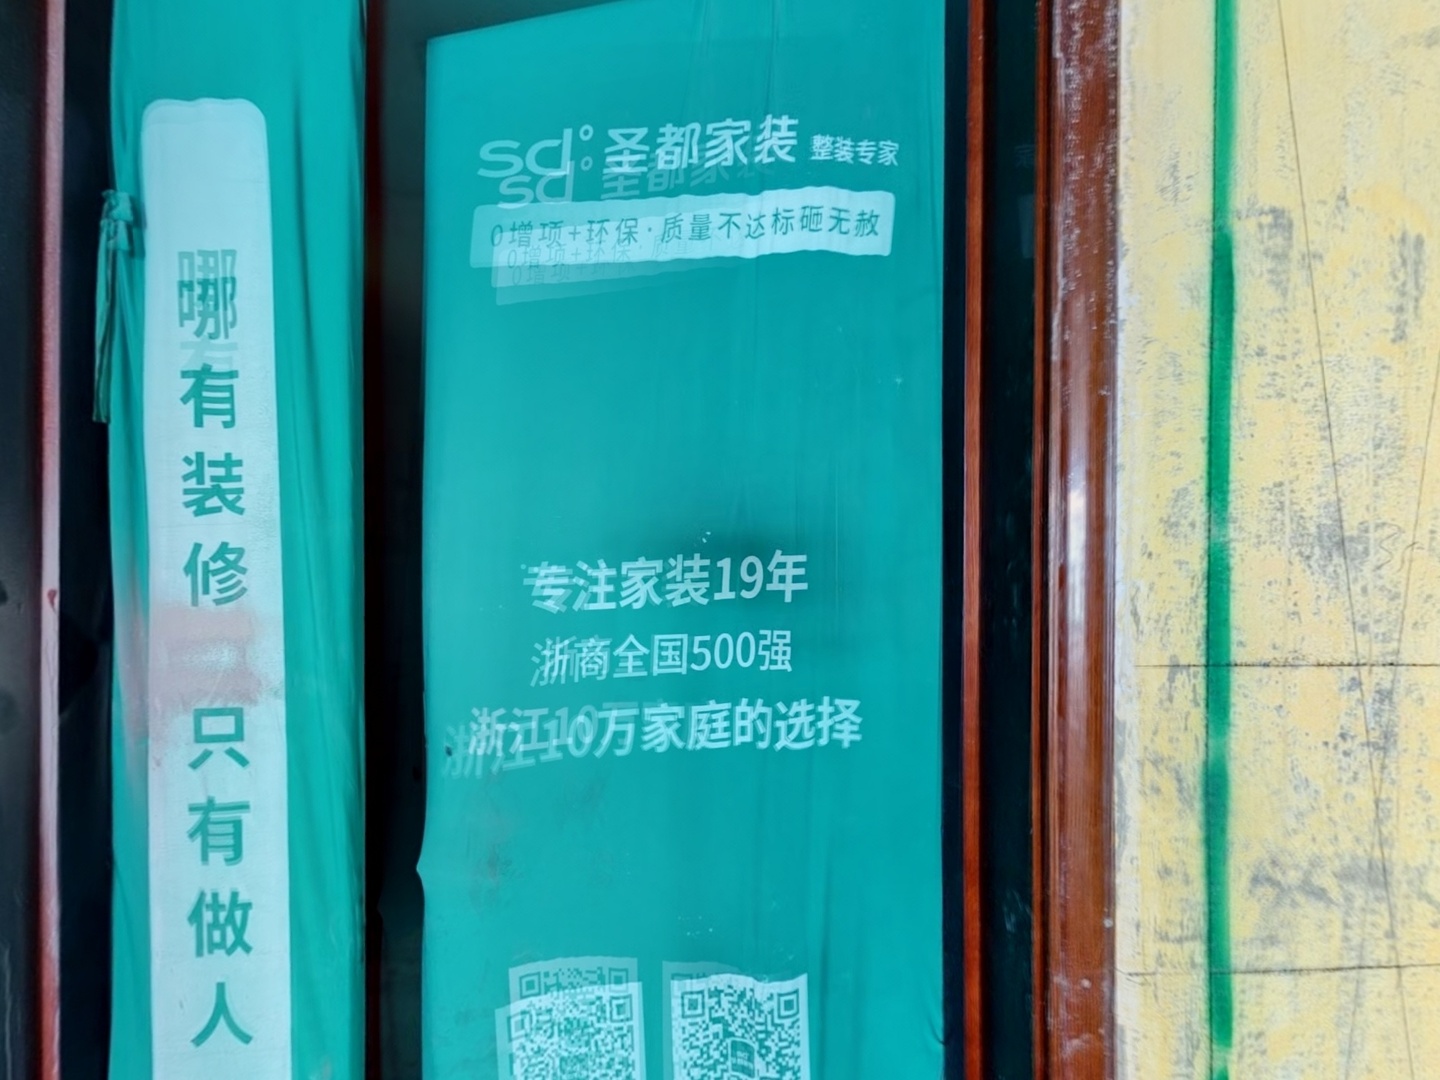 哪有装修
只有做人
sd 圣都家装 整装专家
0增项+环保·质量不达标砸无赦
专注家装19年
浙商全国500强
浙江10万家庭的选择